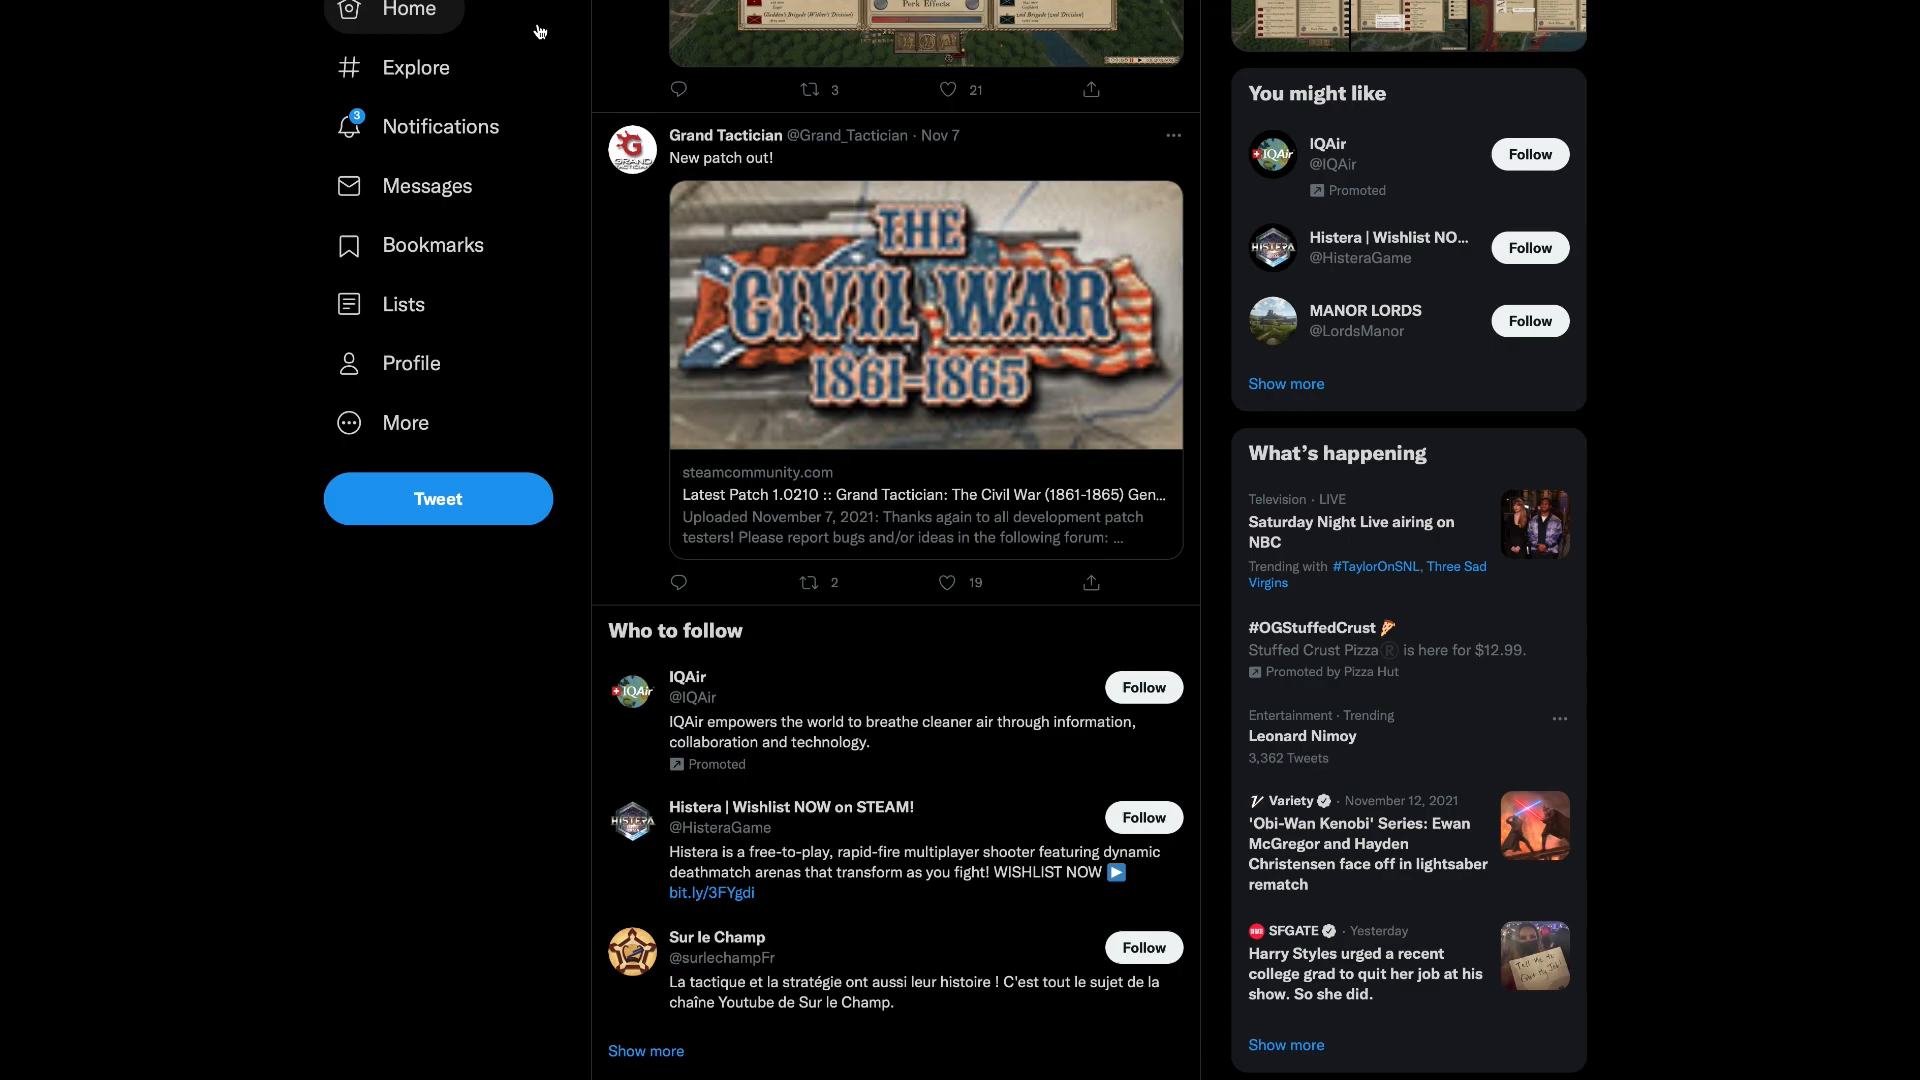 Home
Explore
3
Notifications
Messages
Bookmarks
Lists
Profile
More
Tweet
Perk Effects
3
21
Grand Tactician @Grand_Tactician · Nov 7
New patch out!
THE
CIVIL WAR
1861-1865
steamcommunity.com
Latest Patch 1.0210 :: Grand Tactician: The Civil War (1861-1865) Gen...
Uploaded November 7, 2021: Thanks again to all development patch
testers! Please report bugs and/or ideas in the following forum: ...
2
19
Who to follow
IQAir
@IQAir
Follow
IQAir empowers the world to breathe cleaner air through information,
collaboration and technology.
Promoted
Histera | Wishlist NOW on STEAM!
@HisteraGame
Follow
Histera is a free-to-play, rapid-fire multiplayer shooter featuring dynamic
deathmatch arenas that transform as you fight! WISHLIST NOW ▶
bit.ly/3FYgdi
Sur le Champ
@surlechampFr
Follow
La tactique et la stratégie ont aussi leur histoire ! C'est tout le sujet de la
chaîne Youtube de Sur le Champ.
Show more
You might like
IQAir
@IQAir
Follow
Promoted
Histera | Wishlist NO...
@HisteraGame
Follow
MANOR LORDS
@LordsManor
Follow
Show more
What's happening
Television · LIVE
Saturday Night Live airing on
NBC
Trending with #TaylorOnSNL, Three Sad
Virgins
#OGStuffedCrust 🍕
Stuffed Crust Pizza® is here for $12.99.
Promoted by Pizza Hut
Entertainment · Trending
Leonard Nimoy
3,362 Tweets
Variety · November 12, 2021
'Obi-Wan Kenobi' Series: Ewan
McGregor and Hayden
Christensen face off in lightsaber
rematch
SFGATE · Yesterday
Harry Styles urged a recent
college grad to quit her job at his
show. So she did.
Show more